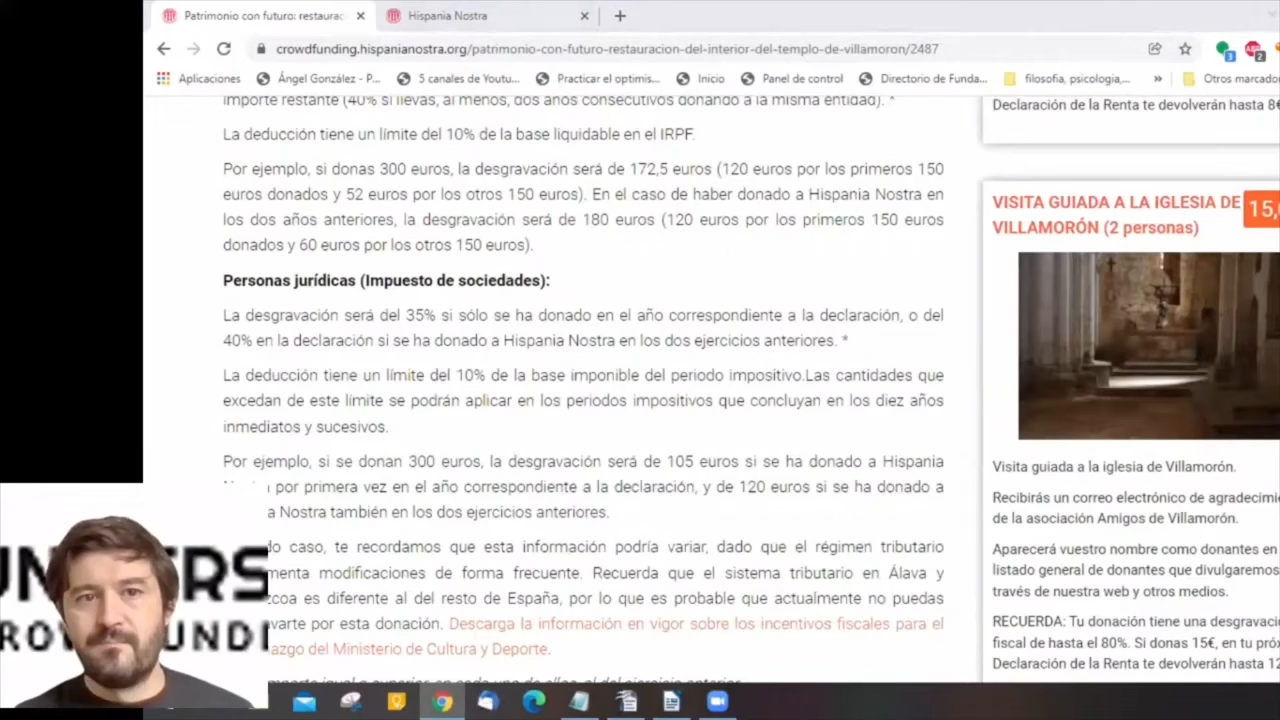 Patrimonio con futuro: restaurac
Hispania Nostra
crowdfunding.hispanianostra.org/patrimonio-con-futuro-restauracion-del-interior-del-templo-de-villamoron/2487
3
ABP
2
Aplicaciones
Ángel González - P...
5 canales de Youtu...
Practicar el optimis...
Inicio
Panel de control
Directorio de Funda...
filosofia, psicologia,...
»
Otros marcador
importe restante (40% si llevas, al menos, dos años consecutivos donando a la misma entidad). *
La deducción tiene un límite del 10% de la base liquidable en el IRPF.
Por ejemplo, si donas 300 euros, la desgravación será de 172,5 euros (120 euros por los primeros 150
euros donados y 52 euros por los otros 150 euros). En el caso de haber donado a Hispania Nostra en
los dos años anteriores, la desgravación será de 180 euros (120 euros por los primeros 150 euros
donados y 60 euros por los otros 150 euros).
Personas jurídicas (Impuesto de sociedades):
La desgravación será del 35% si sólo se ha donado en el año correspondiente a la declaración, o del
40% en la declaración si se ha donado a Hispania Nostra en los dos ejercicios anteriores. *
La deducción tiene un límite del 10% de la base imponible del periodo impositivo.Las cantidades que
excedan de este límite se podrán aplicar en los periodos impositivos que concluyan en los diez años
inmediatos y sucesivos.
Por ejemplo, si se donan 300 euros, la desgravación será de 105 euros si se ha donado a Hispania
por primera vez en el año correspondiente a la declaración, y de 120 euros si se ha donado a
a Nostra también en los dos ejercicios anteriores.
do caso, te recordamos que esta información podría variar, dado que el régimen tributario
menta modificaciones de forma frecuente. Recuerda que el sistema tributario en Álava y
zcoa es diferente al del resto de España, por lo que es probable que actualmente no puedas
avarte por esta donación. Descarga la información en vigor sobre los incentivos fiscales para el
azgo del Ministerio de Cultura y Deporte.
Declaración de la Renta te devolverán hasta 8€
VISITA GUIADA A LA IGLESIA DE
VILLAMORÓN (2 personas)
15,
Visita guiada a la iglesia de Villamorón.
Recibirás un correo electrónico de agradecimi
de la asociación Amigos de Villamorón.
Aparecerá vuestro nombre como donantes en
listado general de donantes que divulgaremos
través de nuestra web y otros medios.
RECUERDA: Tu donación tiene una desgravació
fiscal de hasta el 80%. Si donas 15€, en tu próx
Declaración de la Renta te devolverán hasta 12